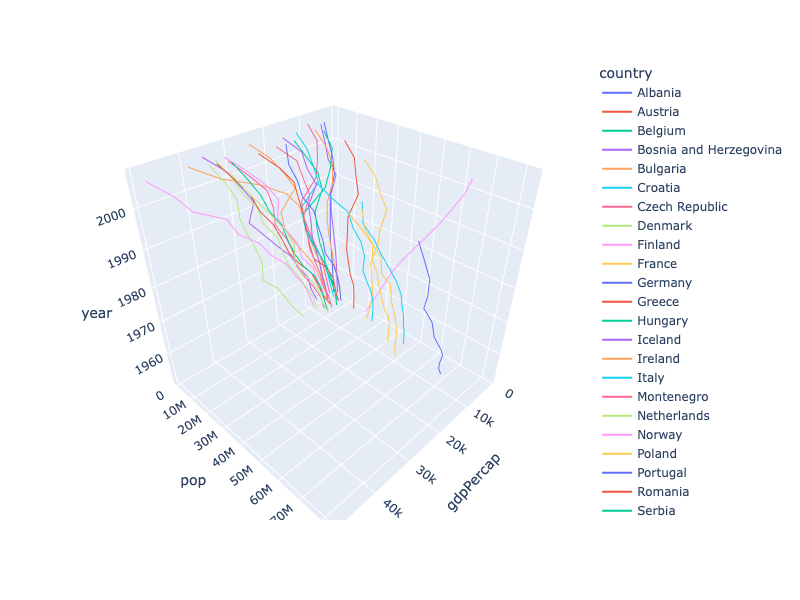 country
Albania
Austria
Belgium
Bosnia and Herzegovina
Bulgaria
Croatia
Czech Republic
Denmark
Finland
France
Germany
Greece
Hungary
Iceland
Ireland
Italy
Montenegro
Netherlands
Norway
Poland
Portugal
Romania
Serbia
2000
1990
1980
1970
1960
year
0
10M
20M
30M
40M
50M
60M
70M
pop
0
10k
20k
30k
40k
gdpPercap